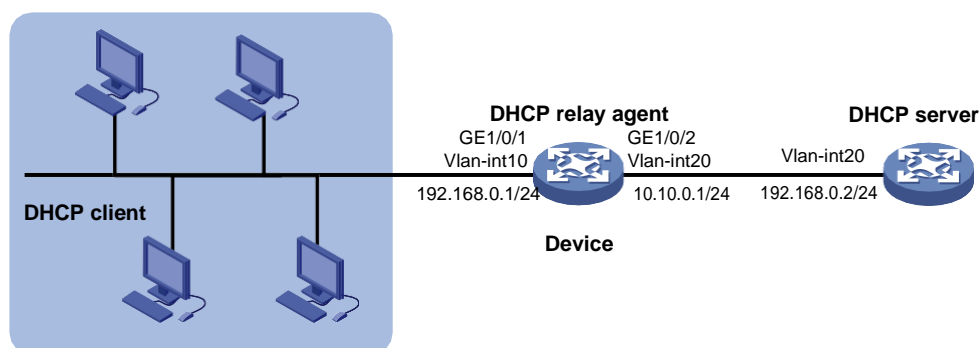 DHCP relay agent
DHCP server
GE1/0/1
GE1/0/2
Vlan-int10
Vlan-int20
Vlan-int20
192.168.0.1/24
10.10.0.1/24
192.168.0.2/24
DHCP client
Device